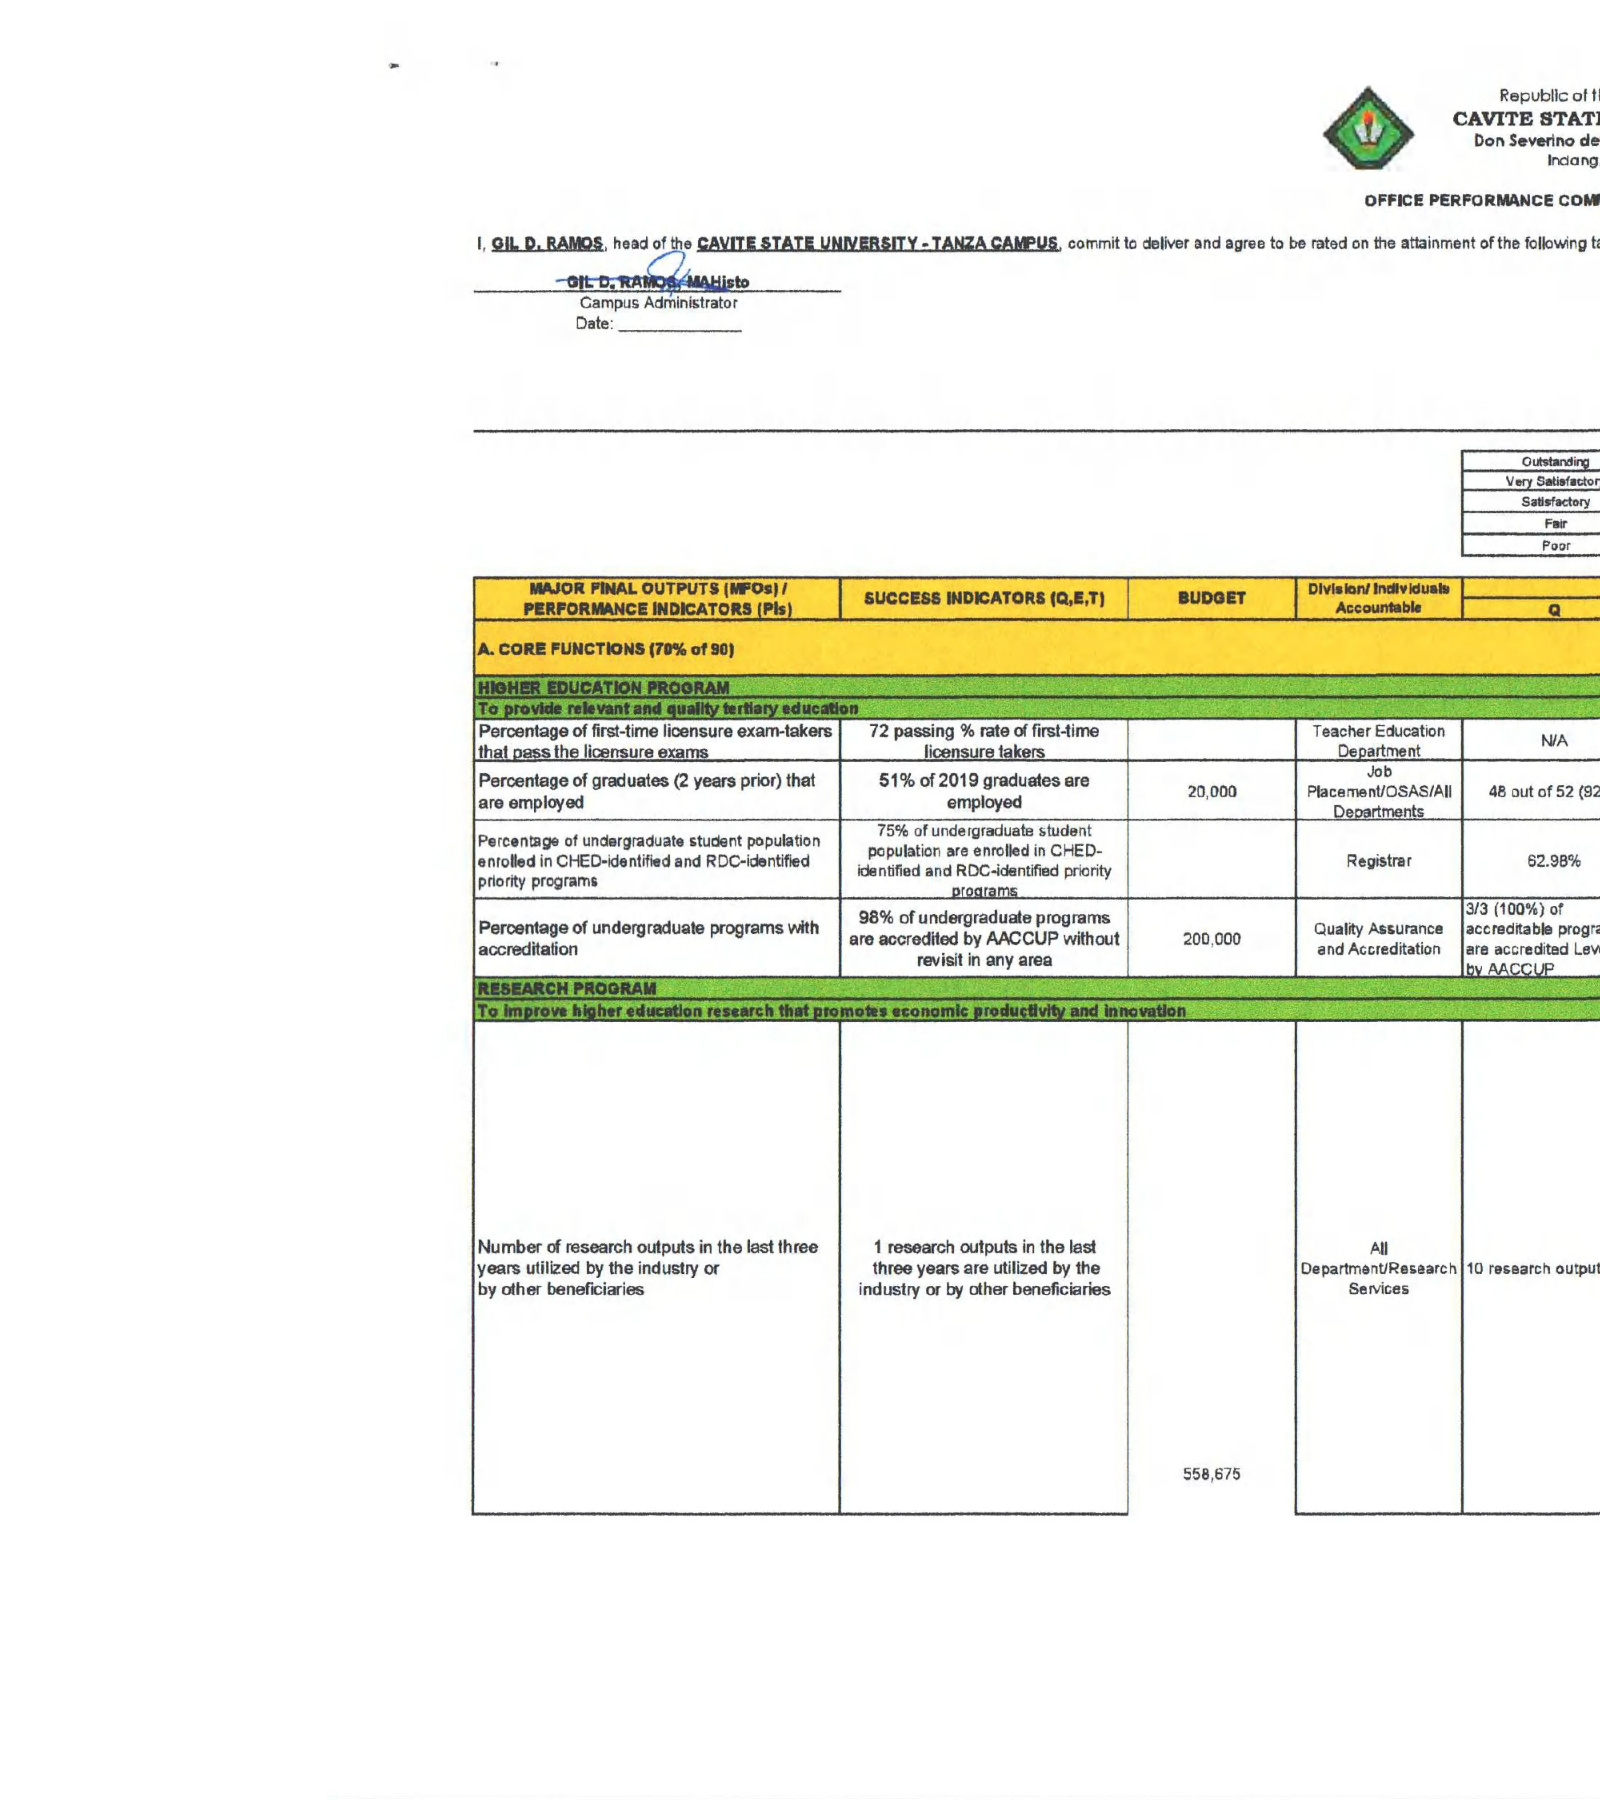 Republic of
CAVITE STATE
Don Severino de
Indang
OFFICE PERFORMANCE COM
I, GIL D. RAMOS, head of the CAVITE STATE UNIVERSITY - TANZA CAMPUS, commit to deliver and agree to be rated on the attainment of the following
GIL D. RAMOS, MAHisto
Campus Administrator
Date:
Outstanding
Very Satisfactor
Satisfactory
Fair
Poor
MAJOR FINAL OUTPUTS (MFOs) /
PERFORMANCE INDICATORS (PIs)
SUCCESS INDICATORS (Q,E,T)
BUDGET
Division/ Individuals
Accountable
Q
A. CORE FUNCTIONS (70% of 90)
HIGHER EDUCATION PROGRAM
To provide relevant and quality tertiary education
Percentage of first-time licensure exam-takers
that pass the licensure exams
72 passing % rate of first-time
licensure takers
Teacher Education
Department
N/A
Percentage of graduates (2 years prior) that
are employed
51% of 2019 graduates are
employed
20,000
Job
Placement/OSAS/All
Departments
48 out of 52 (92
Percentage of undergraduate student population
enrolled in CHED-identified and RDC-identified
priority programs
75% of undergraduate student
population are enrolled in CHED-
identified and RDC-identified priority
programs
Registrar
62.98%
Percentage of undergraduate programs with
accreditation
98% of undergraduate programs
are accredited by AACCUP without
revisit in any area
200,000
Quality Assurance
and Accreditation
3/3 (100%) of
accreditable progra
are accredited Lev
by AACCUP
RESEARCH PROGRAM
To improve higher education research that promotes economic productivity and innovation
Number of research outputs in the last three
years utilized by the industry or
by other beneficiaries
1 research outputs in the last
three years are utilized by the
industry or by other beneficiaries
558,675
All
Department/Research
Services
10 research output